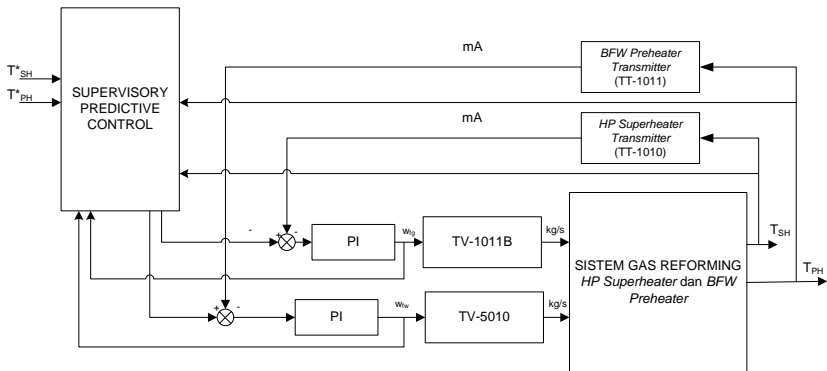 mA
BFW Preheater
Transmitter
(TT-1011)
T*SH
T*PH
SUPERVISORY
PREDICTIVE
CONTROL
mA
HP Superheater
Transmitter
(TT-1010)
-
+
-
PI
wfg
TV-1011B
kg/s
TSH
SISTEM GAS REFORMING
HP Superheater dan BFW
Preheater
TPH
+
-
PI
wfw
TV-5010
kg/s